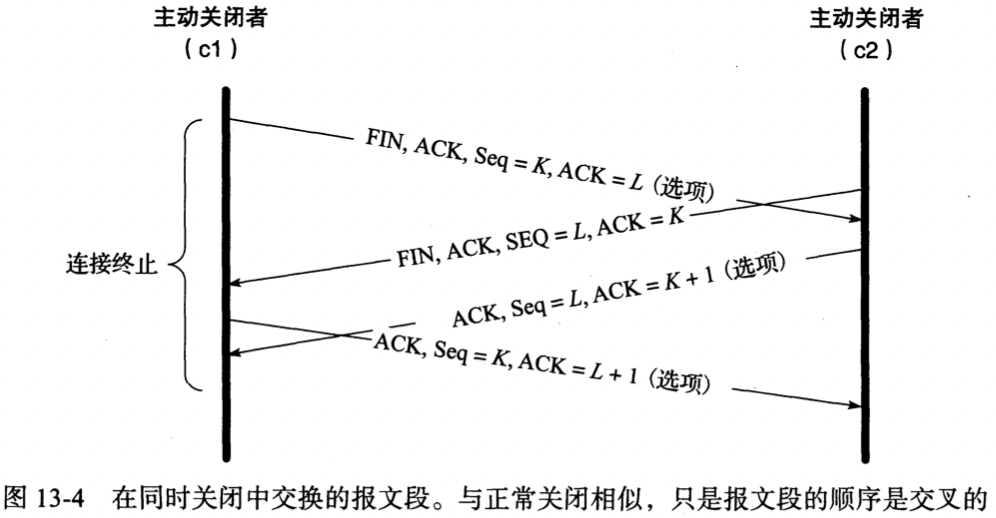 主动关闭者
（c1）
主动关闭者
（c2）
FIN, ACK, Seq = K, ACK = L (选项)
FIN, ACK, SEQ = L, ACK = K
连接终止
ACK, Seq = L, ACK = K + 1 (选项)
ACK, Seq = K, ACK = L + 1 (选项)
图 13-4 在同时关闭中交换的报文段。与正常关闭相似，只是报文段的顺序是交叉的